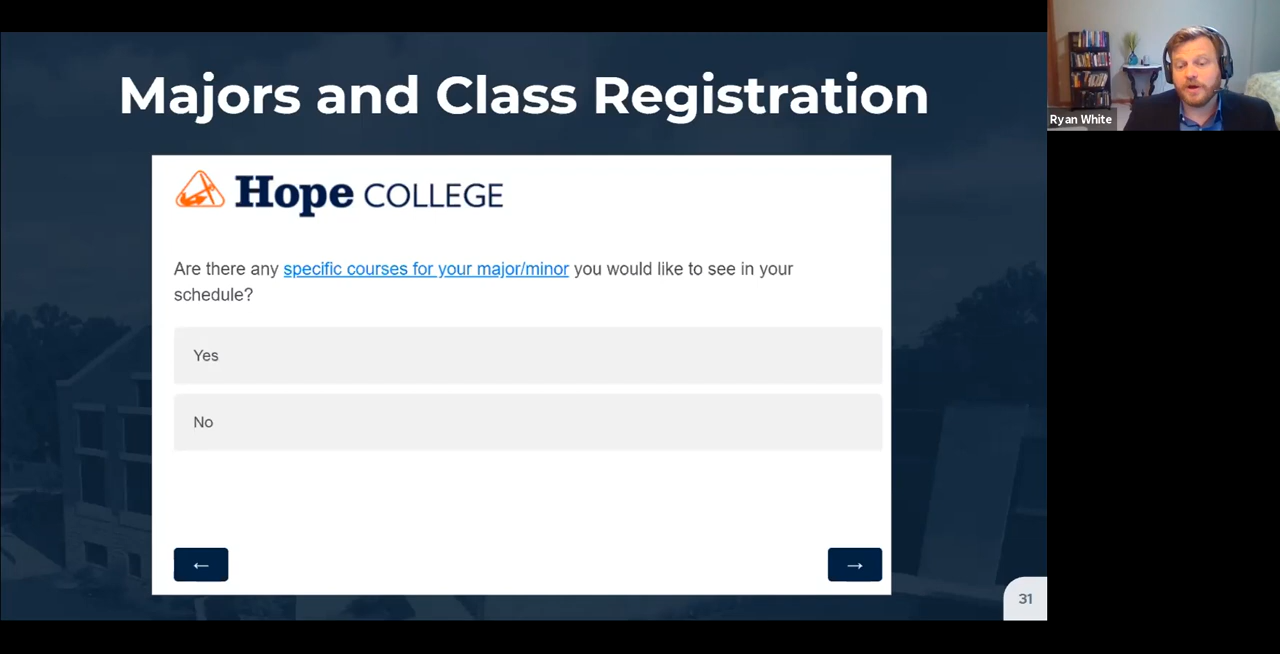 Majors and Class Registration
Ryan White
Hope COLLEGE
Are there any specific courses for your major/minor you would like to see in your
schedule?
Yes
No
←
→
31